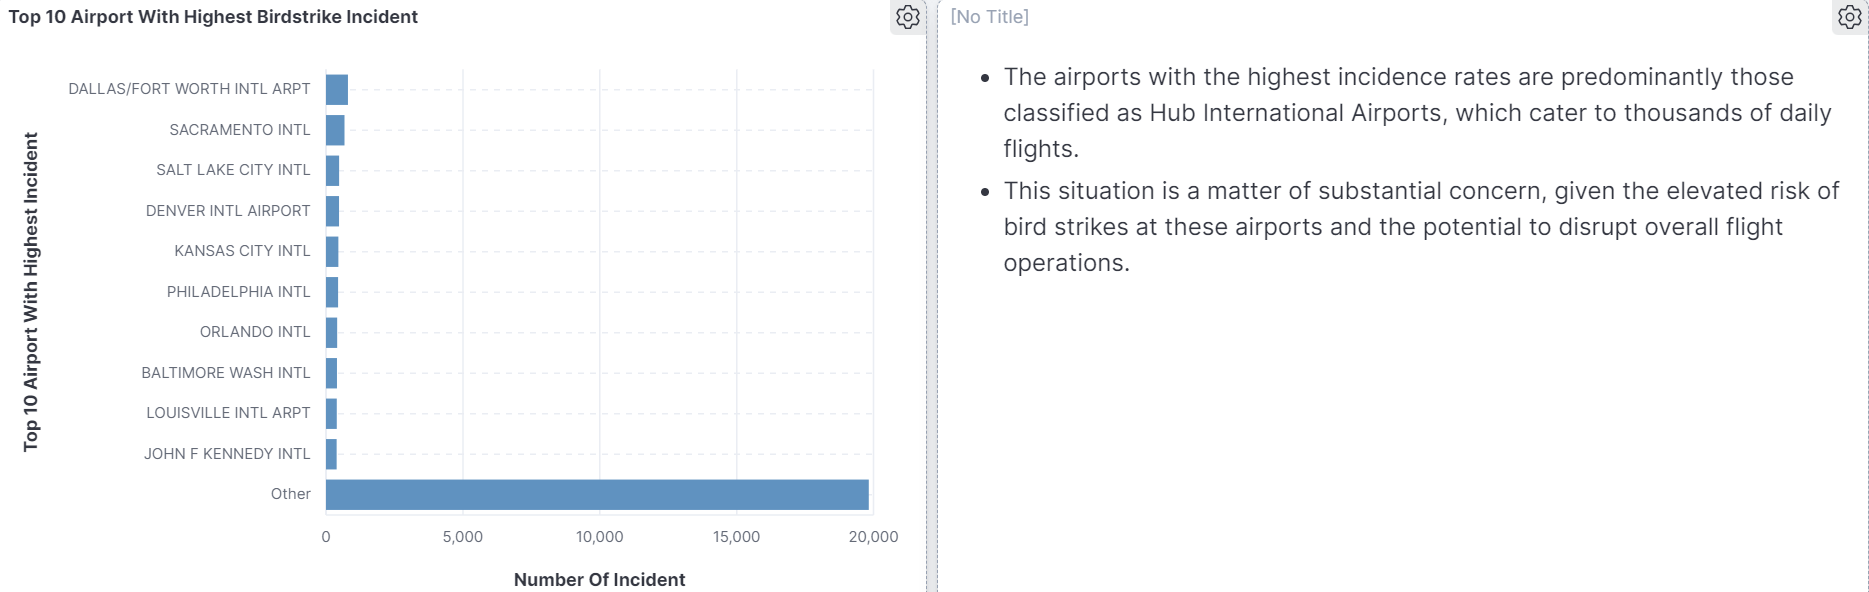 Top 10 Airport With Highest Birdstrike Incident
Top 10 Airport With Highest Incident
DALLAS/FORT WORTH INTL ARPT
SACRAMENTO INTL
SALT LAKE CITY INTL
DENVER INTL AIRPORT
KANSAS CITY INTL
PHILADELPHIA INTL
ORLANDO INTL
BALTIMORE WASH INTL
LOUISVILLE INTL ARPT
JOHN F KENNEDY INTL
Other
0 5,000 10,000 15,000 20,000
Number Of Incident
[No Title]
• The airports with the highest incidence rates are predominantly those
classified as Hub International Airports, which cater to thousands of daily
flights.
• This situation is a matter of substantial concern, given the elevated risk of
bird strikes at these airports and the potential to disrupt overall flight
operations.